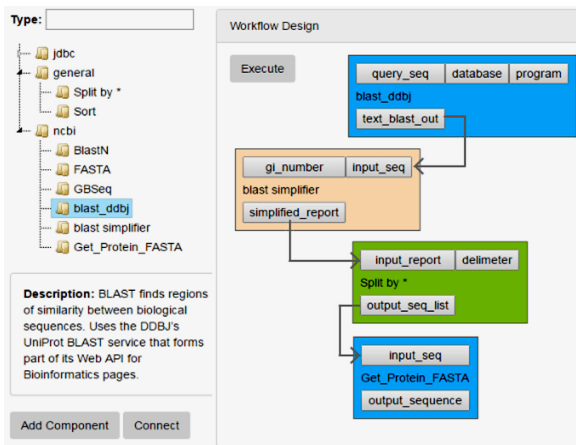 Type:
jdbc
general
Split by *
Sort
ncbi
BlastN
FASTA
GBSeq
blast_ddbj
blast simplifier
Get_Protein_FASTA
Description: BLAST finds regions
of similarity between biological
sequences. Uses the DDBJ's
UniProt BLAST service that forms
part of its Web API for
Bioinformatics pages.
Add Component Connect
Workflow Design
Execute
query_seq database program
blast_ddbj
text_blast_out
gi_number input_seq
blast simplifier
simplified_report
input_report delimeter
Split by *
output_seq_list
input_seq
Get_Protein_FASTA
output_sequence